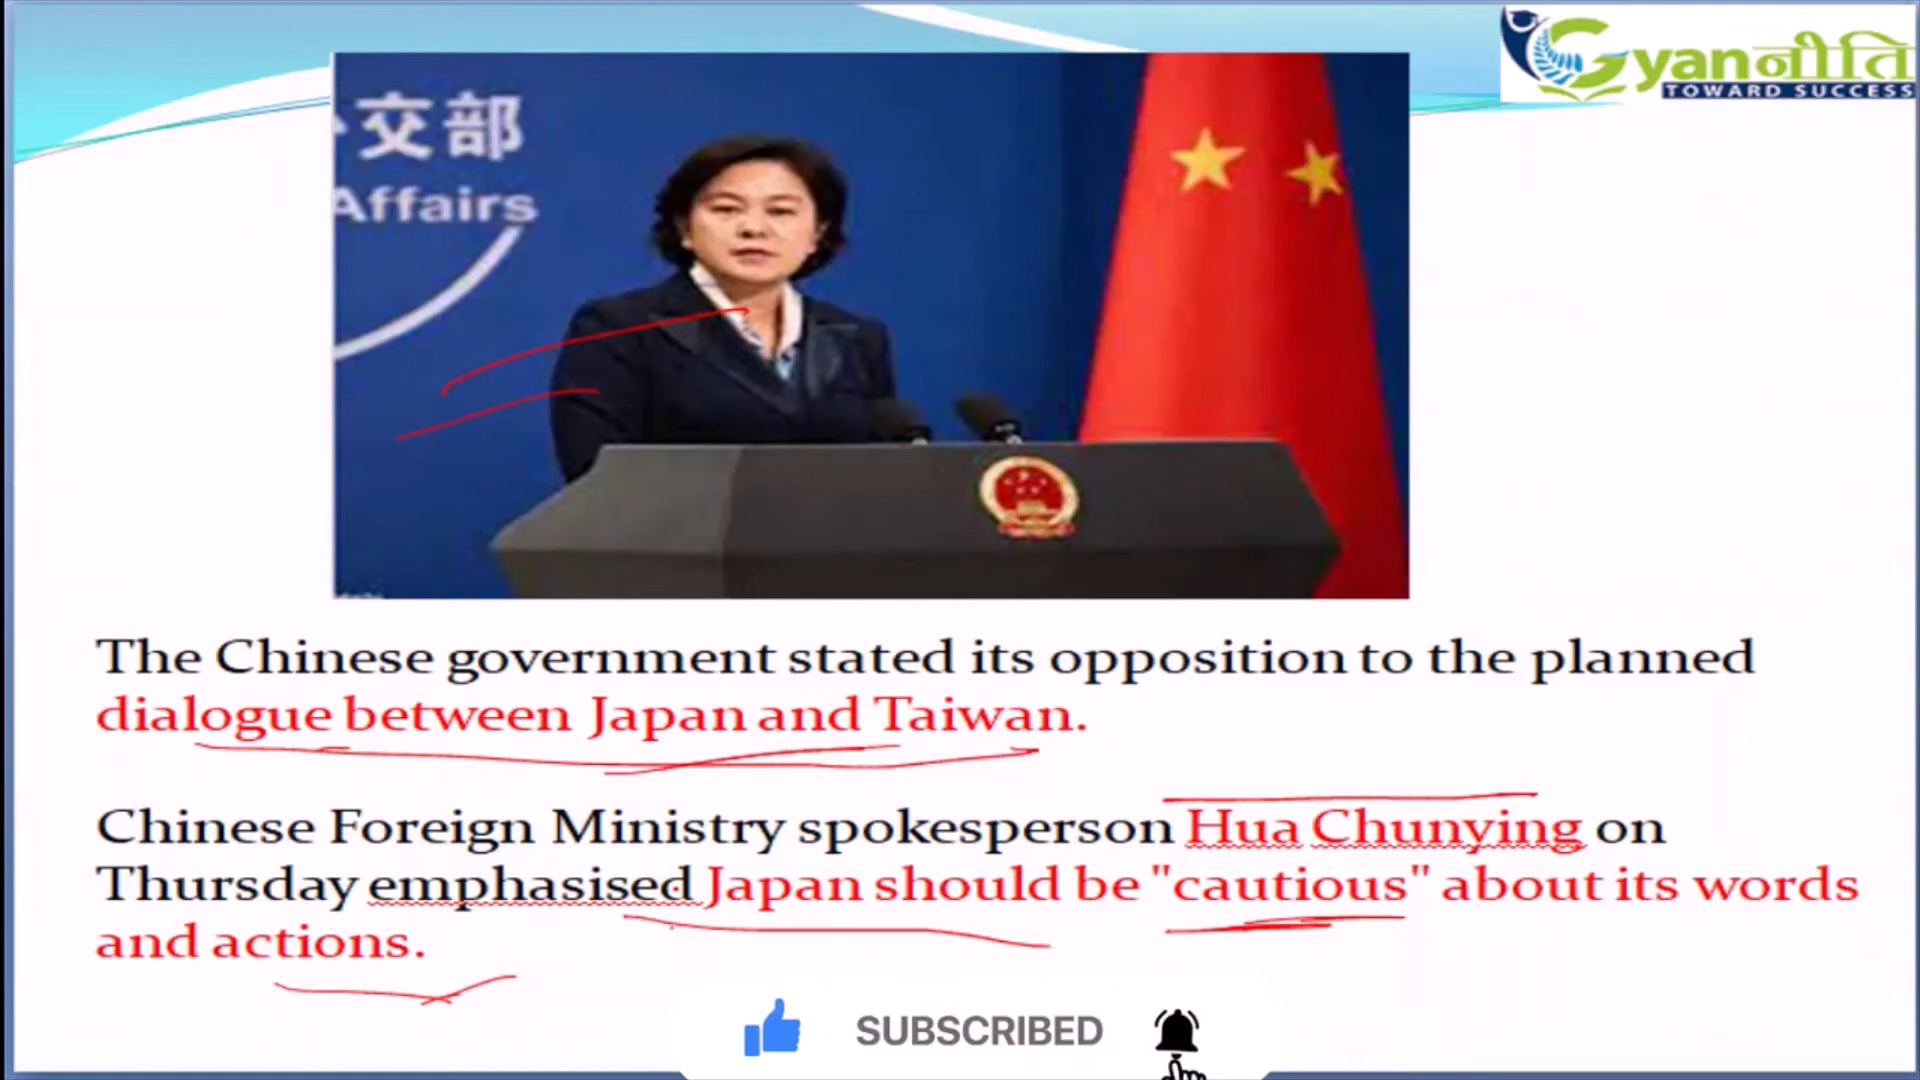 Gyanनीति
TOWARD SUCCESS
交部
Affairs
The Chinese government stated its opposition to the planned
dialogue between Japan and Taiwan.
Chinese Foreign Ministry spokesperson Hua Chunying on
Thursday emphasised Japan should be "cautious" about its words
and actions.
SUBSCRIBED